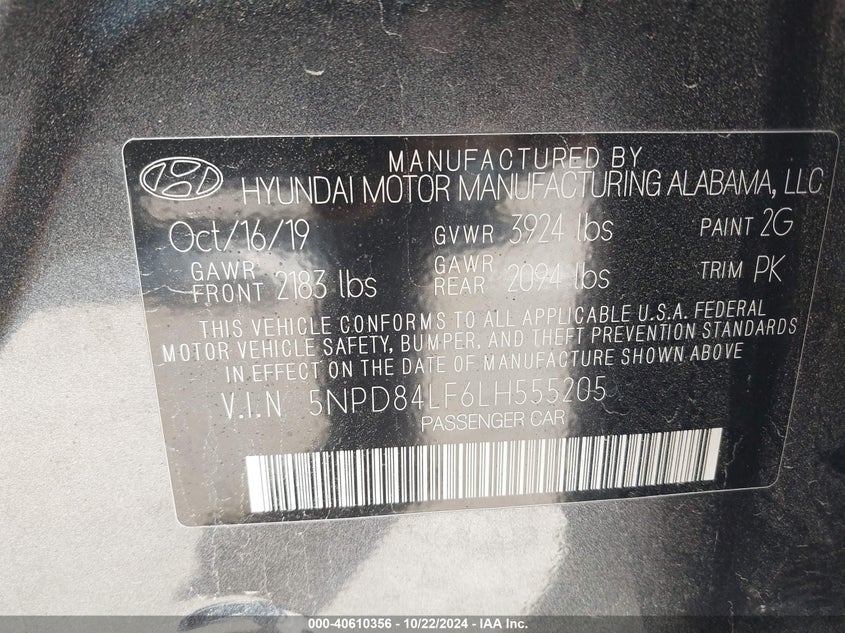 MANUFACTURED BY
HYUNDAI MOTOR MANUFACTURING ALABAMA, LLC
Oct/16/19 GVWR 3924 lbs PAINT 2G
GAWR FRONT 2183 lbs GAWR REAR 2094 lbs TRIM PK
THIS VEHICLE CONFORMS TO ALL APPLICABLE U.S.A. FEDERAL
MOTOR VEHICLE SAFETY, BUMPER, AND THEFT PREVENTION STANDARDS
IN EFFECT ON THE DATE OF MANUFACTURE SHOWN ABOVE
V.I.N 5NPD84LF6LH555205
PASSENGER CAR
000-40610356 - 10/22/2024 - IAA Inc.